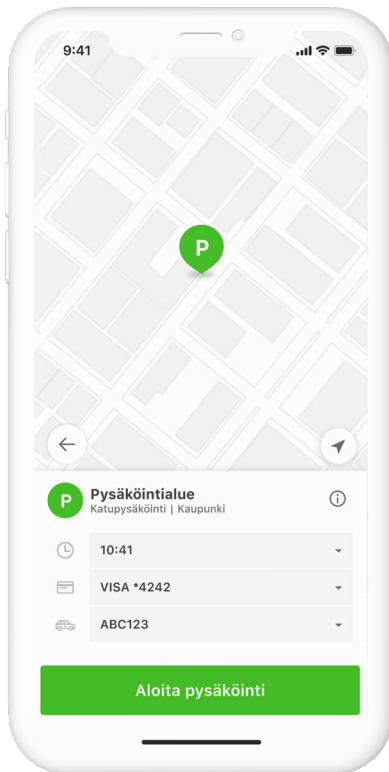 9:41
P
P
Pysäköintialue
Katupysäköinti | Kaupunki
10:41
VISA *4242
ABC123
Aloita pysäköinti